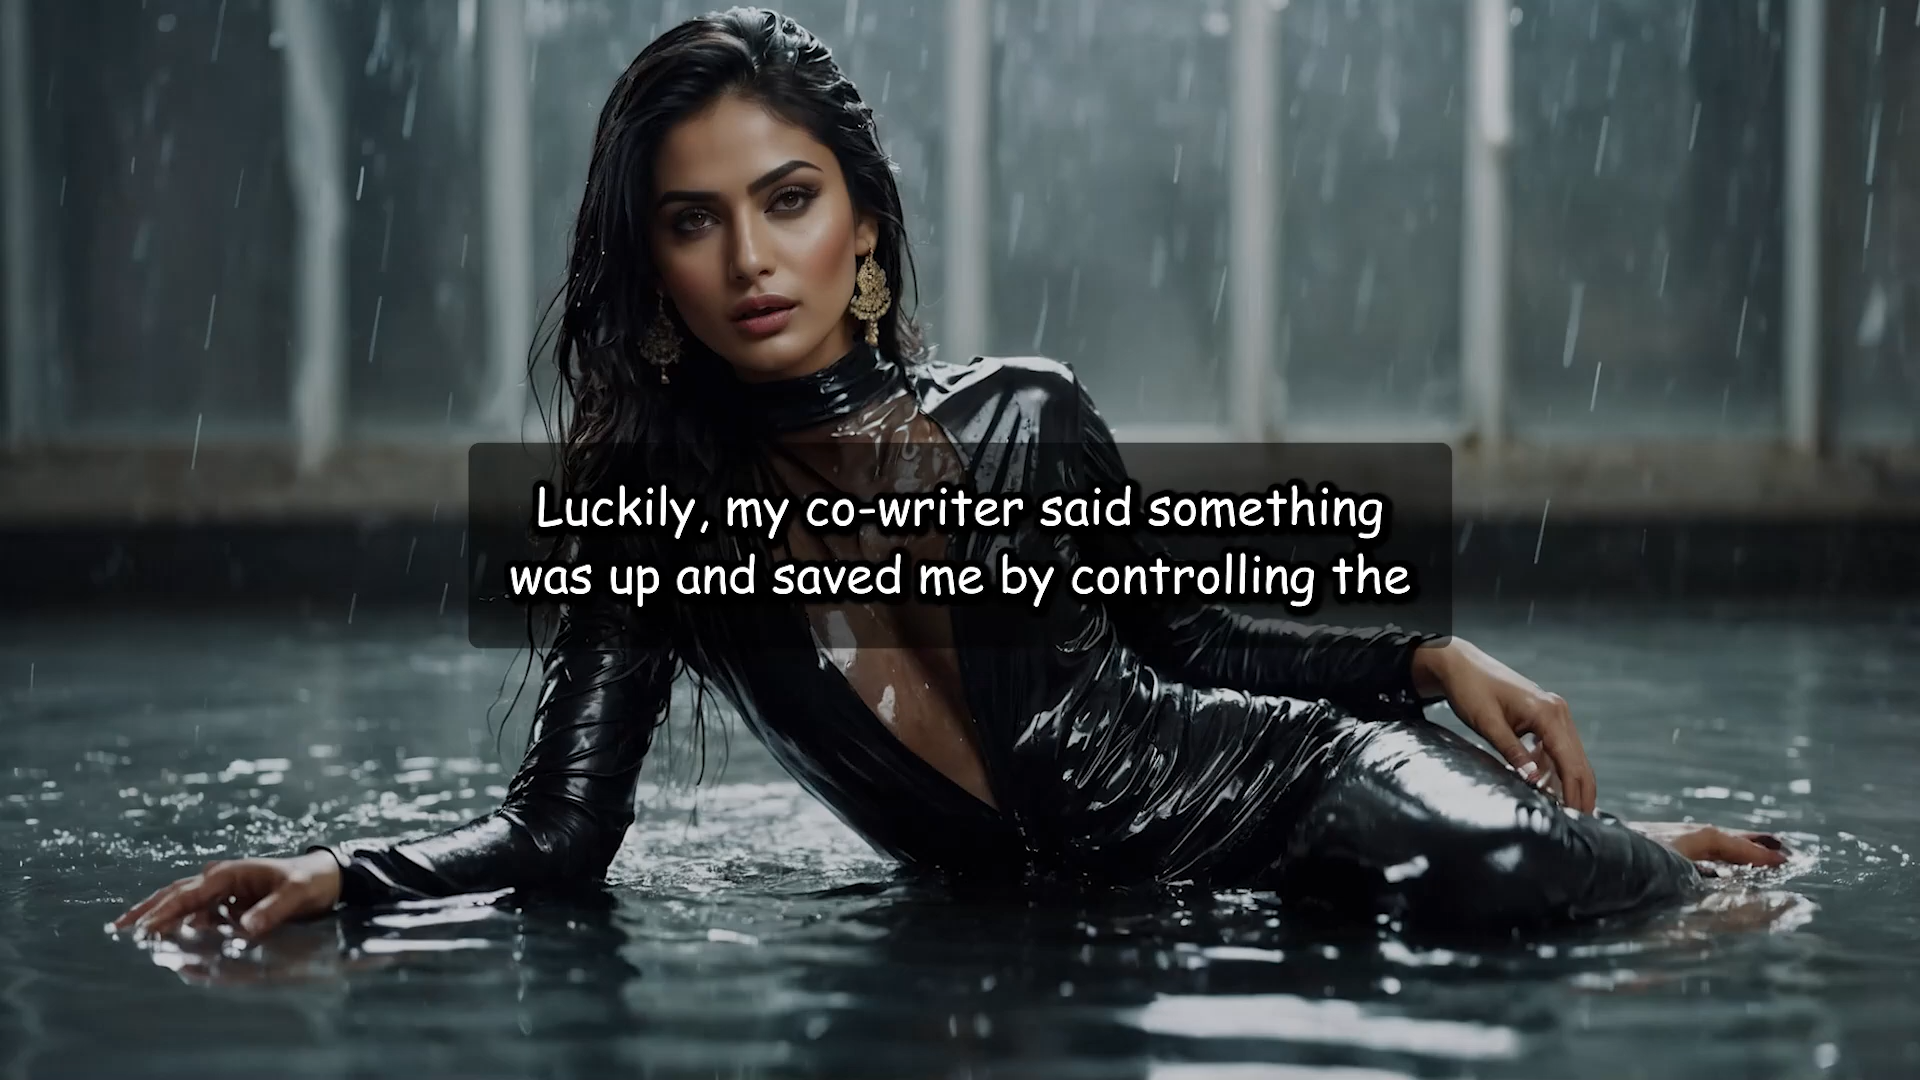 Luckily, my co-writer said something
was up and saved me by controlling the